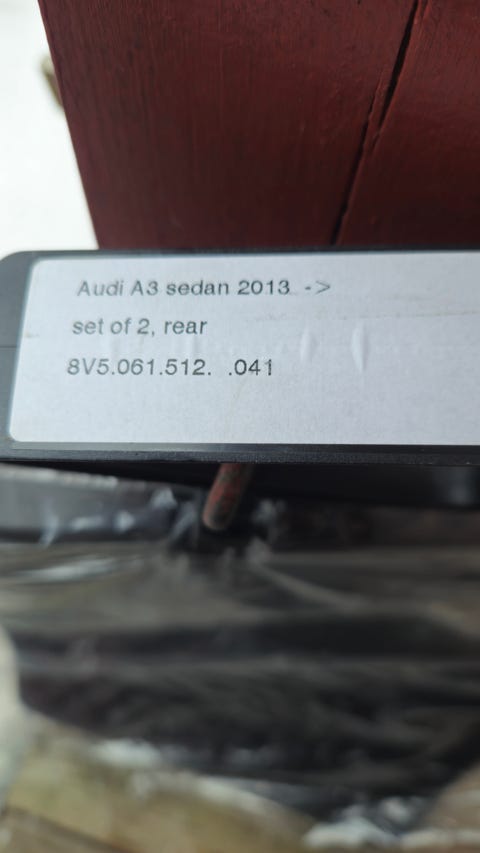 Audi A3 sedan 2013 ->
set of 2, rear
8V5.061.512. .041